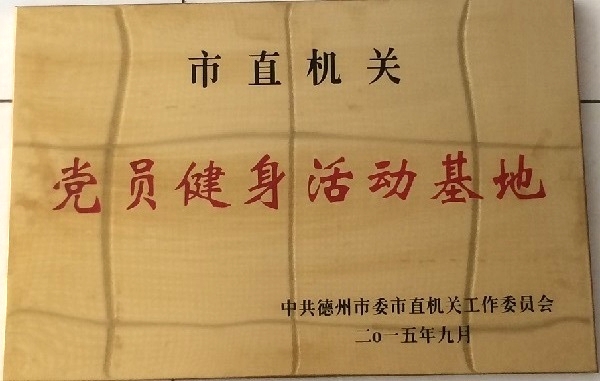 市直机关
党员健身活动基地
中共德州市委市直机关工作委员会
二o一五年九月